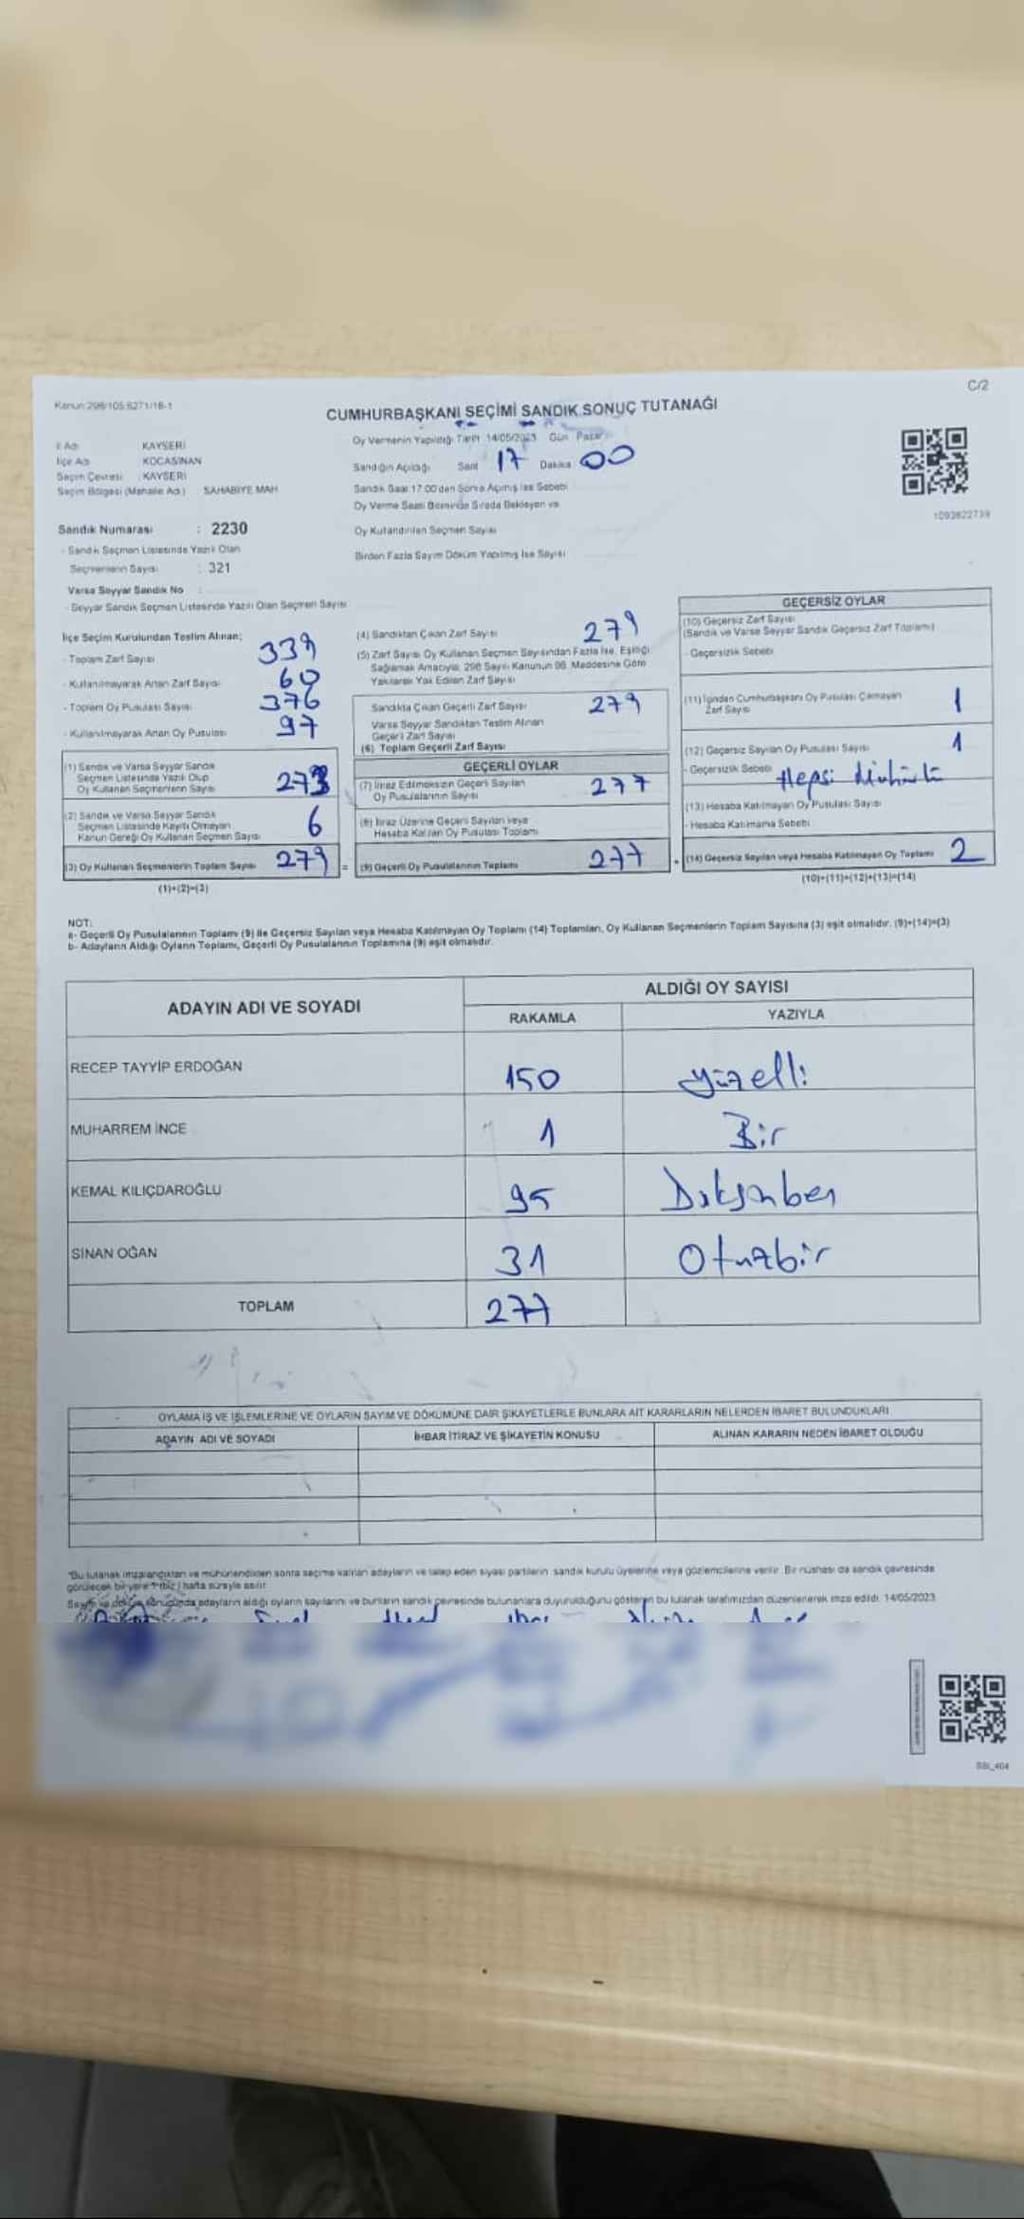 C/2
Kanun:298/105 6271/16-1
CUMHURBAŞKANI SEÇİMİ SANDIK SONUÇ TUTANAĞI
İl Adı KAYSERİ
İlçe Adı KOCASİNAN
Seçim Çevresi : KAYSERİ
Seçim Bölgesi (Mahalle Adı) SAHABİYE MAH
Oy Vermenin Yapıldığı Tarih 14/05/2023 Gün Pazar
Sandığın Açıldığı Saat 17 Dakika 00
Sandık Saat 17:00'den Sonra Açılmış İse Sebebi
Oy Verme Saati Bitiminde Sırada Bekleyen ve
Oy Kullandırılan Seçmen Sayısı
Birden Fazla Sayım Döküm Yapılmış İse Sayısı
1093622739
Sandık Numarası : 2230
- Sandık Seçmen Listesinde Yazılı Olan
Seçmenlerin Sayısı : 321
Varsa Seyyar Sandık No
- Seyyar Sandık Seçmen Listesinde Yazılı Olan Seçmen Sayısı
İlçe Seçim Kurulundan Teslim Alınan;
- Toplam Zarf Sayısı 339
- Kullanılmayarak Artan Zarf Sayısı 60
- Toplam Oy Pusulası Sayısı 376
- Kullanılmayarak Artan Oy Pusulası 97
(1) Sandık ve Varsa Seyyar Sandık
Seçmen Listesinde Yazılı Olup
Oy Kullanan Seçmenlerin Sayısı 273
(2) Sandık ve Varsa Seyyar Sandık
Seçmen Listesinde Kayıtlı Olmayan
Kanun Gereği Oy Kullanan Seçmen Sayısı 6
(3) Oy Kullanan Seçmenlerin Toplam Sayısı 279 =
(1)+(2)=(3)
(4) Sandıktan Çıkan Zarf Sayısı 279
(5) Zarf Sayısı Oy Kullanan Seçmen Sayısından Fazla İse, Eşitliği
Sağlamak Amacıyla, 298 Sayılı Kanunun 98. Maddesine Göre
Yakılarak Yok Edilen Zarf Sayısı
Sandıkta Çıkan Geçerli Zarf Sayısı 279
Varsa Seyyar Sandıktan Teslim Alınan
Geçerli Zarf Sayısı
(6) Toplam Geçerli Zarf Sayısı
GEÇERLİ OYLAR
(7) İtiraz Edilmeksizin Geçerli Sayılan
Oy Pusulalarının Sayısı 277
(8) İtiraz Üzerine Geçerli Sayılan veya
Hesaba Katılan Oy Pusulası Toplamı
(9) Geçerli Oy Pusulalarının Toplamı 277 +
GEÇERSİZ OYLAR
(10) Geçersiz Zarf Sayısı
(Sandık ve Varsa Seyyar Sandık Geçersiz Zarf Toplamı)
- Geçersizlik Sebebi
(11) İçinden Cumhurbaşkanı Oy Pusulası Çıkmayan
Zarf Sayısı 1
(12) Geçersiz Sayılan Oy Pusulası Sayısı 1
- Geçersizlik Sebebi Hepsi
(13) Hesaba Katılmayan Oy Pusulası Sayısı
- Hesaba Katılmama Sebebi
(14) Geçersiz Sayılan veya Hesaba Katılmayan Oy Toplamı 2
(10)+(11)+(12)+(13)=(14)
NOT:
a- Geçerli Oy Pusulalarının Toplamı (9) ile Geçersiz Sayılan veya Hesaba Katılmayan Oy Toplamı (14) Toplamları, Oy Kullanan Seçmenlerin Toplam Sayısına (3) eşit olmalıdır. (9)+(14)=(3)
b- Adayların Aldığı Oyların Toplamı, Geçerli Oy Pusulalarının Toplamına (9) eşit olmalıdır.
ADAYIN ADI VE SOYADI ALDIĞI OY SAYISI
RAKAMLA YAZIYLA
RECEP TAYYİP ERDOĞAN 150 yüzelli
MUHARREM İNCE 1 Bir
KEMAL KILIÇDAROĞLU 95 Doksanbeş
SİNAN OĞAN 31 Otuzbir
TOPLAM 277
OYLAMA İŞ VE İŞLEMLERİNE VE OYLARIN SAYIM VE DÖKÜMÜNE DAİR ŞİKAYETLERLE BUNLARA AİT KARARLARIN NELERDEN İBARET BULUNDUKLARI
ADAYIN ADI VE SOYADI İHBAR İTİRAZ VE ŞİKAYETİN KONUSU ALINAN KARARIN NEDEN İBARET OLDUĞU
*Bu tutanak imzalandıktan ve mühürlendikten sonra seçime katılan adayların ve talep eden siyasi partilerin sandık kurulu üyelerine veya gözlemcilerine verilir. Bir nüshası da sandık çevresinde
görülecek bir yere 1 (bir) hafta süreyle asılır
Sayım ve döküm sonucunda adayların aldığı oyların sayılarını ve bunların sandık çevresinde bulunanlara duyurulduğunu gösteren bu tutanak tarafımızdan düzenlenerek imza edildi. 14/05/2023
SBL_404